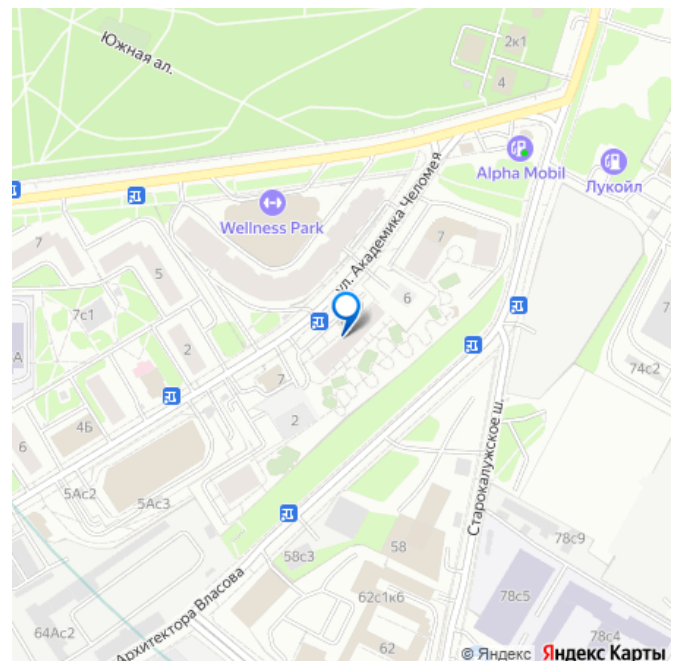 Южная ал.
2к1
4
Alpha Mobil
Лукойл
Wellness Park
ул. Академика Челомея
7
7
5
6
7с1
2
7
74с2
4Б
2
6
5Ас2
5Ас3
Старокалужское ш.
58с3
58
78с9
62с1к6
78с5
Архитектора Власова
64Ас2
62
78с4
© Яндекс Яндекс Карты